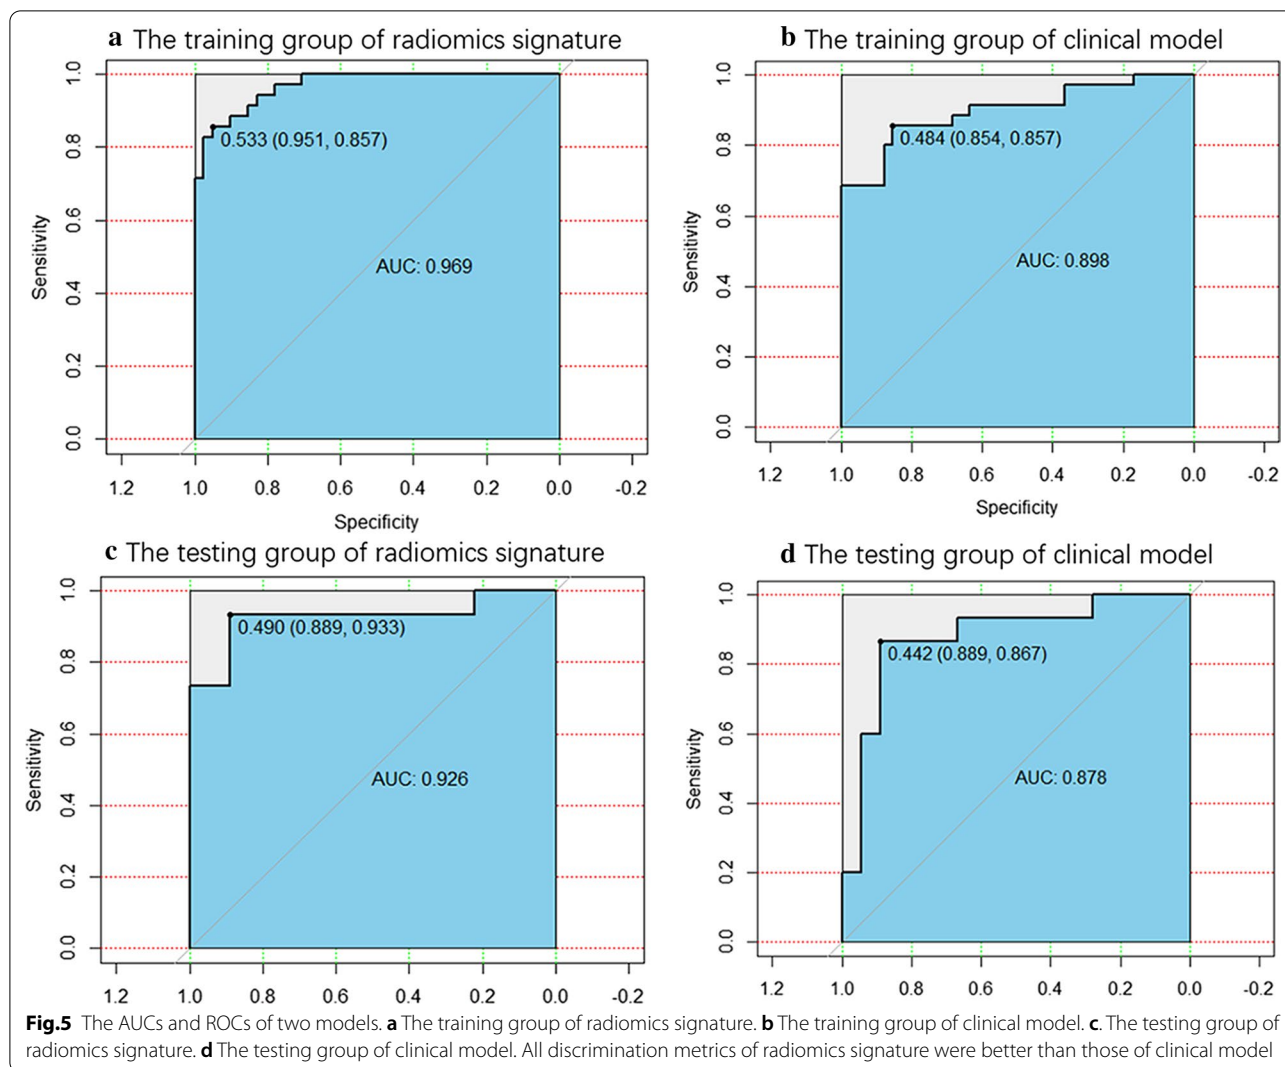 a The training group of radiomics signature
1.0
0.8
0.6
0.4
0.2
0.0
Sensitivity
0.533 (0.951, 0.857)
AUC: 0.969
1.2 1.0 0.8 0.6 0.4 0.2 0.0 -0.2
Specificity
b The training group of clinical model
1.0
0.8
0.6
0.4
0.2
0.0
Sensitivity
0.484 (0.854, 0.857)
AUC: 0.898
1.2 1.0 0.8 0.6 0.4 0.2 0.0 -0.2
Specificity
c The testing group of radiomics signature
1.0
0.8
0.6
0.4
0.2
0.0
Sensitivity
0.490 (0.889, 0.933)
AUC: 0.926
1.2 1.0 0.8 0.6 0.4 0.2 0.0 -0.2
d The testing group of clinical model
1.0
0.8
0.6
0.4
0.2
0.0
Sensitivity
0.442 (0.889, 0.867)
AUC: 0.878
1.2 1.0 0.8 0.6 0.4 0.2 0.0 -0.2
Fig.5 The AUCs and ROCs of two models. a The training group of radiomics signature. b The training group of clinical model. c. The testing group of
radiomics signature. d The testing group of clinical model. All discrimination metrics of radiomics signature were better than those of clinical model